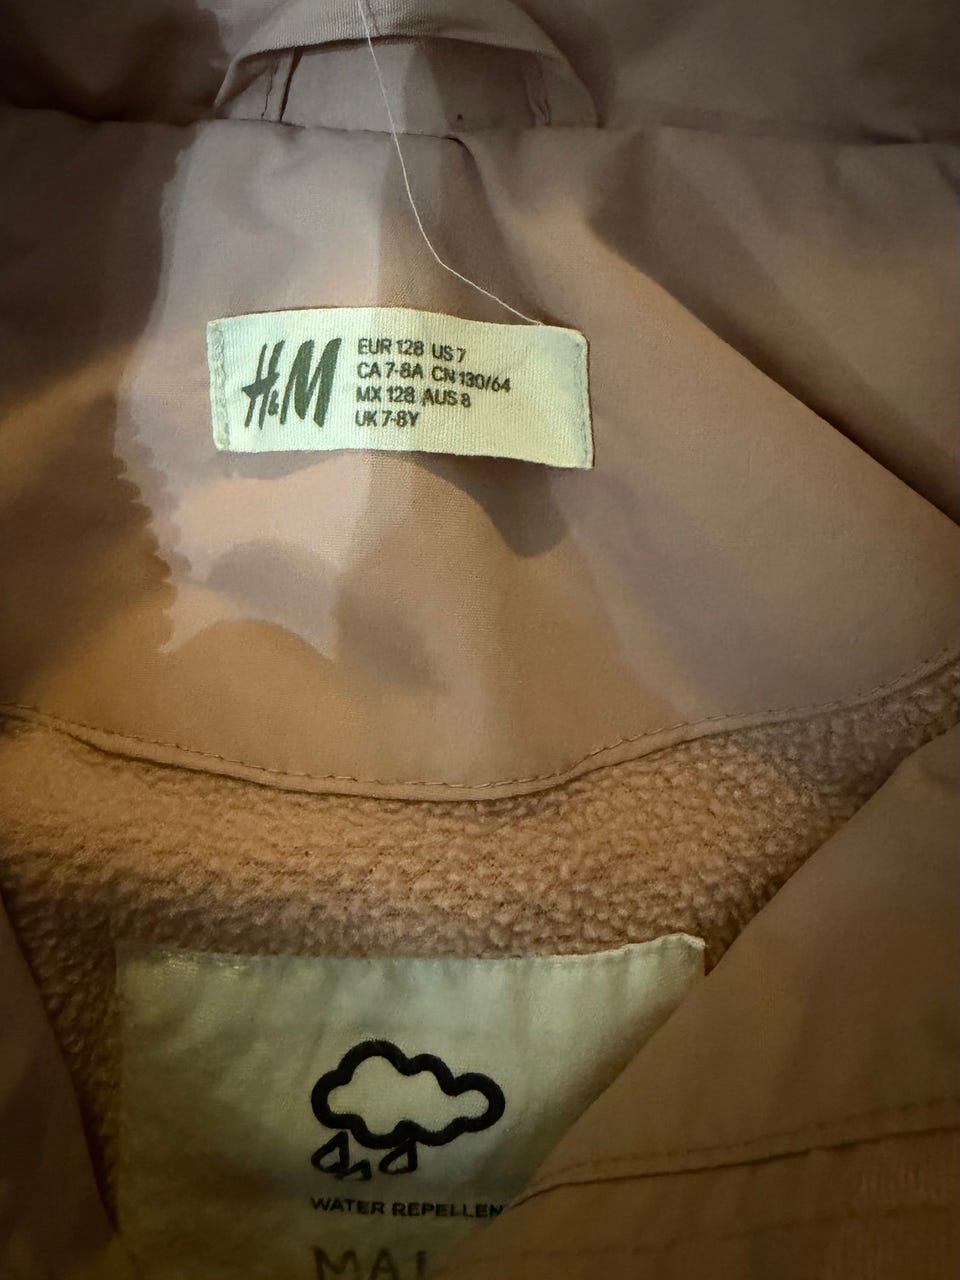 H&M
EUR 128 US 7
CA 7-8A CN 130/64
MX 128 AUS 8
UK 7-8Y
WATER REPELLEN